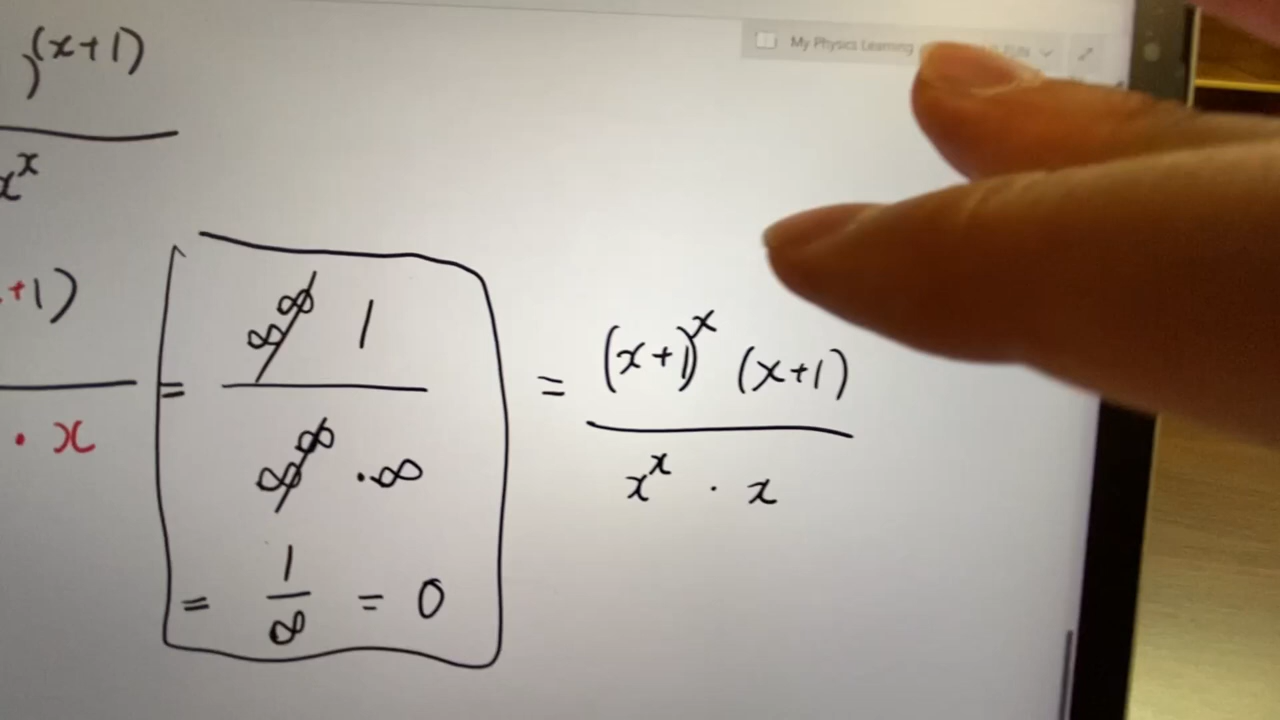 My Physics Learning
)^(x+1)
x^x
+1)
· x
= ∞^∞ 1
∞^∞ · ∞
= 1/∞ = 0
= (x+1)^x (x+1)
x^x · x